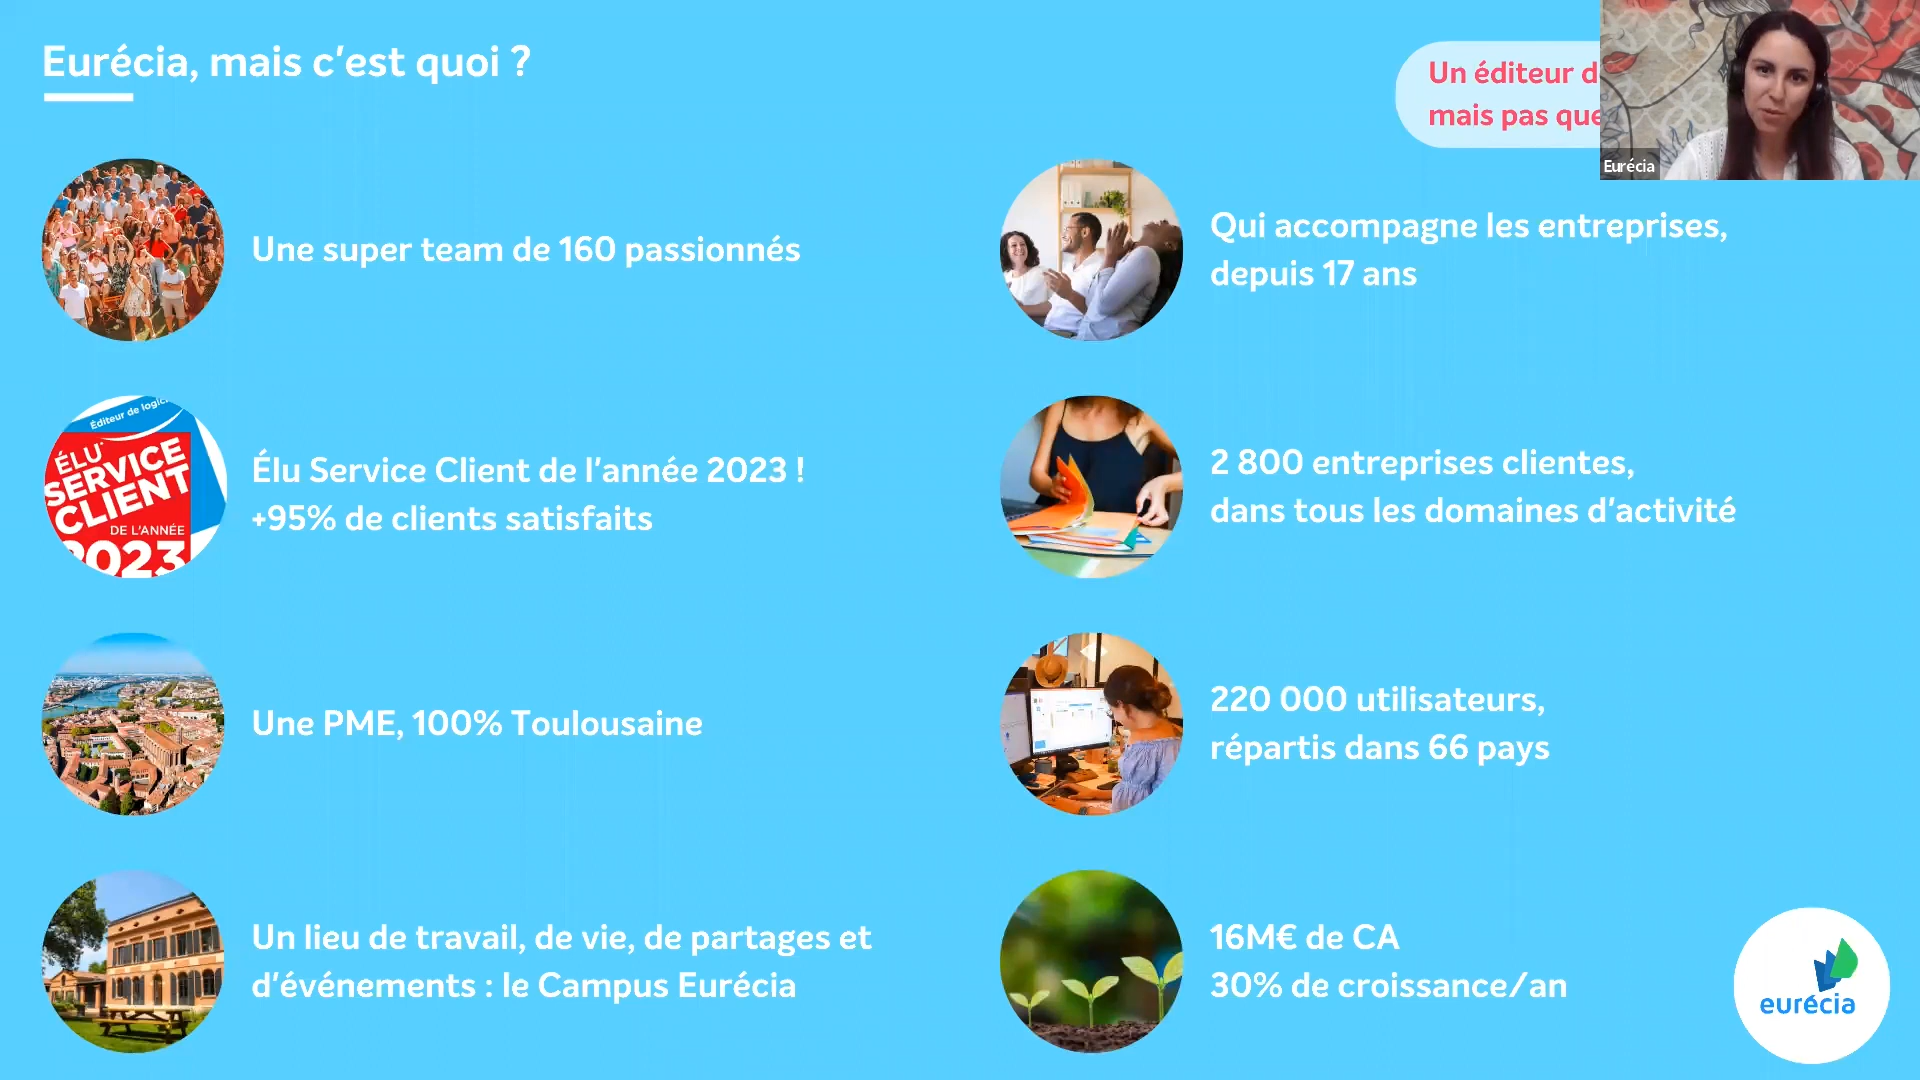 Eurécia, mais c'est quoi ?
Un éditeur d
mais pas que
Eurécia
Une super team de 160 passionnés
Qui accompagne les entreprises,
depuis 17 ans
Éditeur de logic
ÉLU
SERVICE
CLIENT
DE L'ANNÉE
2023
Élu Service Client de l'année 2023 !
+95% de clients satisfaits
2 800 entreprises clientes,
dans tous les domaines d'activité
Une PME, 100% Toulousaine
220 000 utilisateurs,
répartis dans 66 pays
Un lieu de travail, de vie, de partages et
d'événements : le Campus Eurécia
16M€ de CA
30% de croissance/an
eurécia